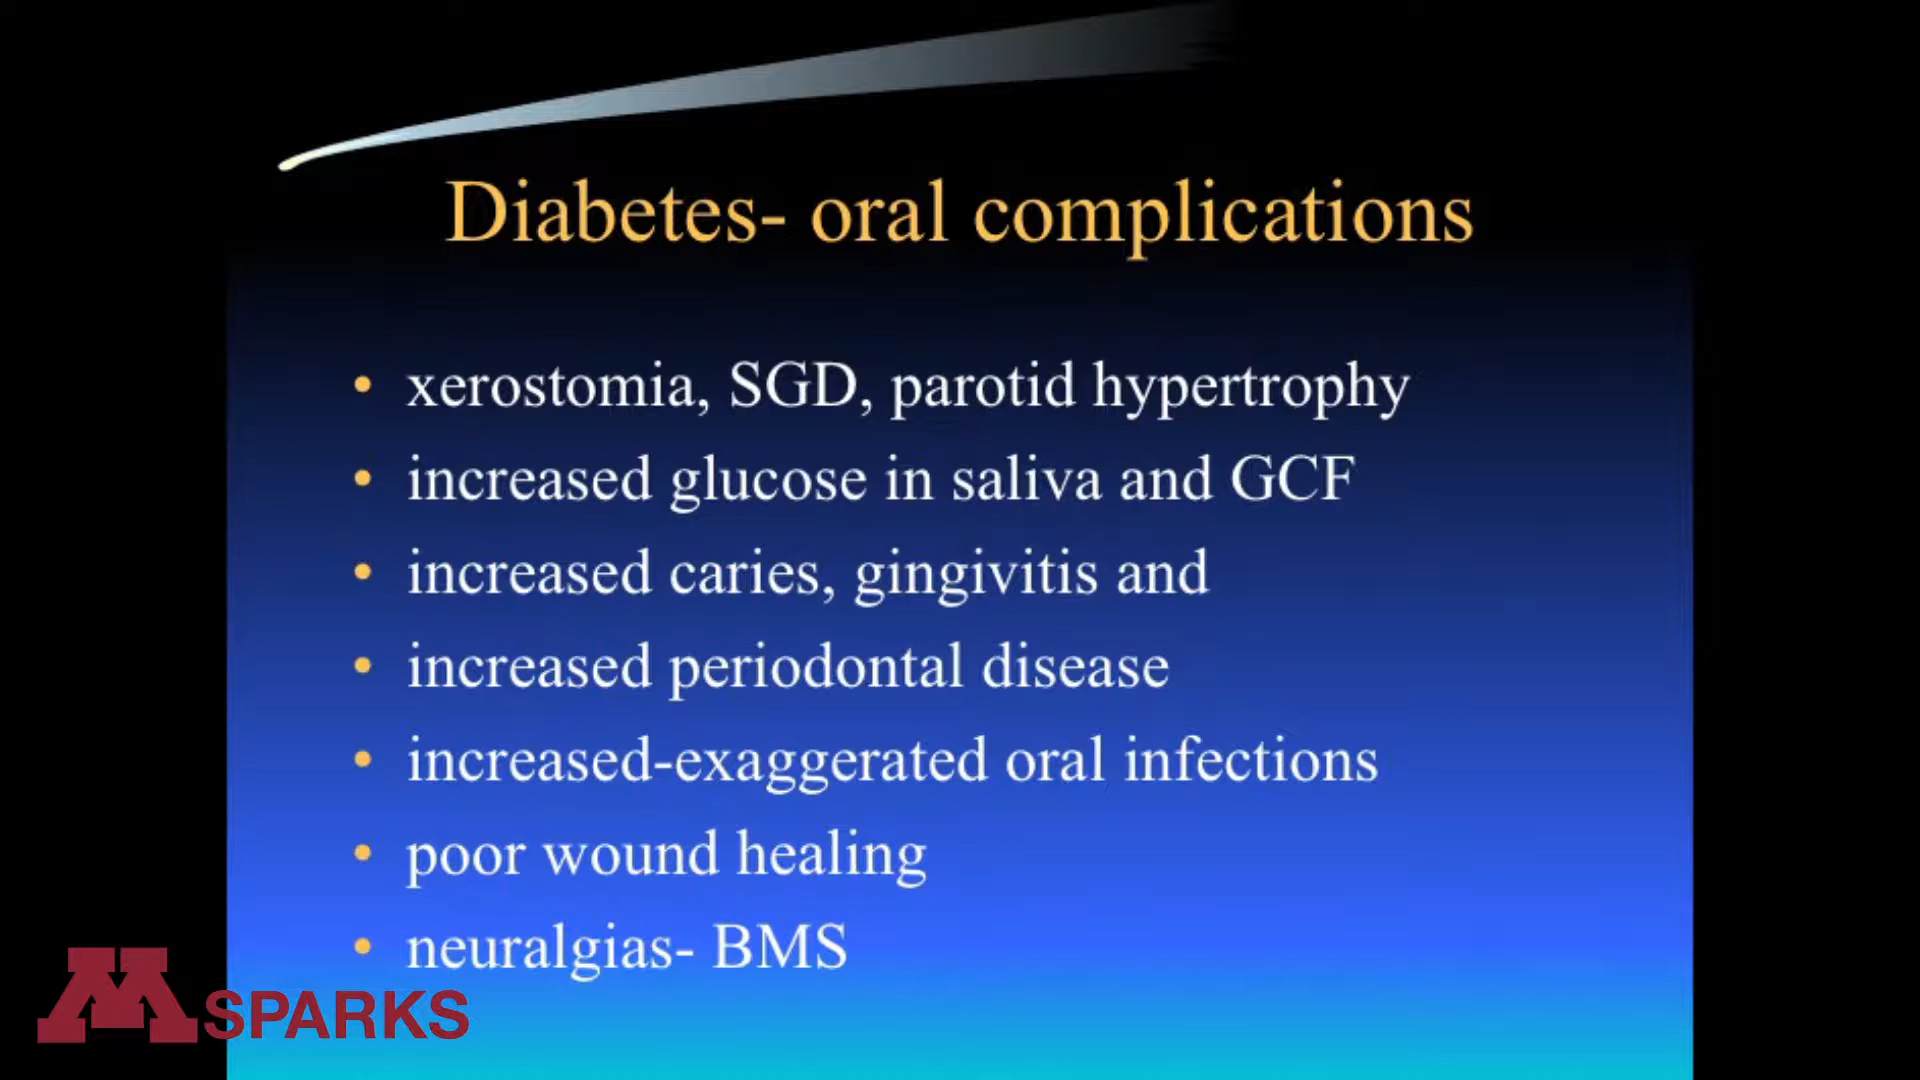 Diabetes- oral complications
• xerostomia, SGD, parotid hypertrophy
• increased glucose in saliva and GCF
• increased caries, gingivitis and
• increased periodontal disease
• increased-exaggerated oral infections
• poor wound healing
• neuralgias- BMS
M SPARKS